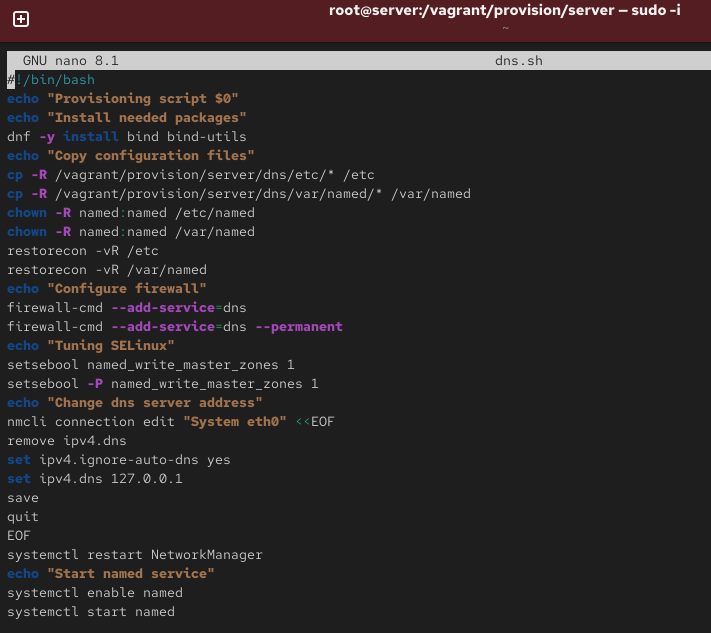 root@server:/vagrant/provision/server — sudo -i
~
GNU nano 8.1 dns.sh
#!/bin/bash
echo "Provisioning script $0"
echo "Install needed packages"
dnf -y install bind bind-utils
echo "Copy configuration files"
cp -R /vagrant/provision/server/dns/etc/* /etc
cp -R /vagrant/provision/server/dns/var/named/* /var/named
chown -R named:named /etc/named
chown -R named:named /var/named
restorecon -vR /etc
restorecon -vR /var/named
echo "Configure firewall"
firewall-cmd --add-service=dns
firewall-cmd --add-service=dns --permanent
echo "Tuning SELinux"
setsebool named_write_master_zones 1
setsebool -P named_write_master_zones 1
echo "Change dns server address"
nmcli connection edit "System eth0" <<EOF
remove ipv4.dns
set ipv4.ignore-auto-dns yes
set ipv4.dns 127.0.0.1
save
quit
EOF
systemctl restart NetworkManager
echo "Start named service"
systemctl enable named
systemctl start named